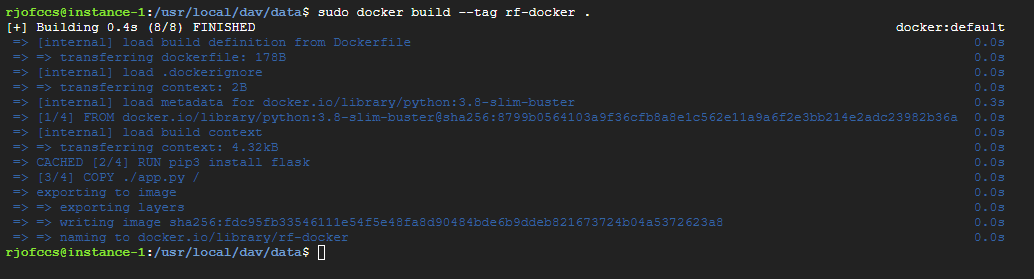 rjofccs@instance-1:/usr/local/dav/data$ sudo docker build --tag rf-docker .
[+] Building 0.4s (8/8) FINISHED docker:default
=> [internal] load build definition from Dockerfile 0.0s
=> => transferring dockerfile: 178B 0.0s
=> [internal] load .dockerignore 0.0s
=> => transferring context: 2B 0.0s
=> [internal] load metadata for docker.io/library/python:3.8-slim-buster 0.3s
=> [1/4] FROM docker.io/library/python:3.8-slim-buster@sha256:8799b0564103a9f36cfb8a8e1c562e11a9a6f2e3bb214e2adc23982b36a 0.0s
=> [internal] load build context 0.0s
=> => transferring context: 4.32kB 0.0s
=> CACHED [2/4] RUN pip3 install flask 0.0s
=> [3/4] COPY ./app.py / 0.0s
=> exporting to image 0.0s
=> => exporting layers 0.0s
=> => writing image sha256:fdc95fb33546111e54f5e48fa8d90484bde6b9ddeb821673724b04a5372623a8 0.0s
=> => naming to docker.io/library/rf-docker 0.0s
rjofccs@instance-1:/usr/local/dav/data$